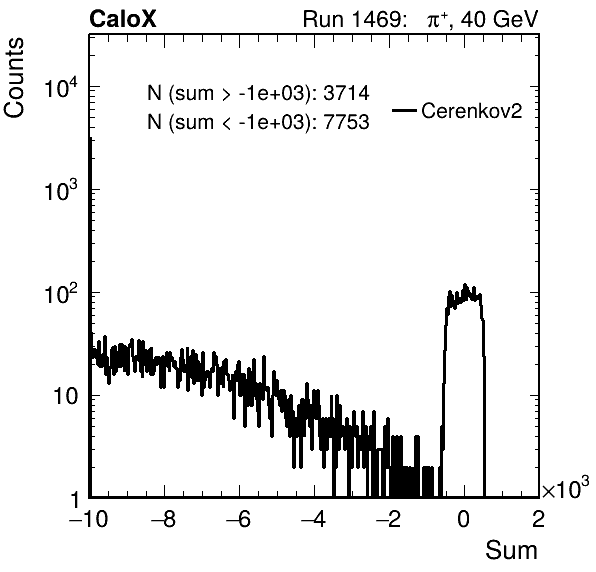 CaloX Run 1469: π⁺, 40 GeV
Counts
N (sum > -1e+03): 3714
N (sum < -1e+03): 7753
Cerenkov2
10⁴
10³
10²
10
1
−10 −8 −6 −4 −2 0 2
×10³
Sum